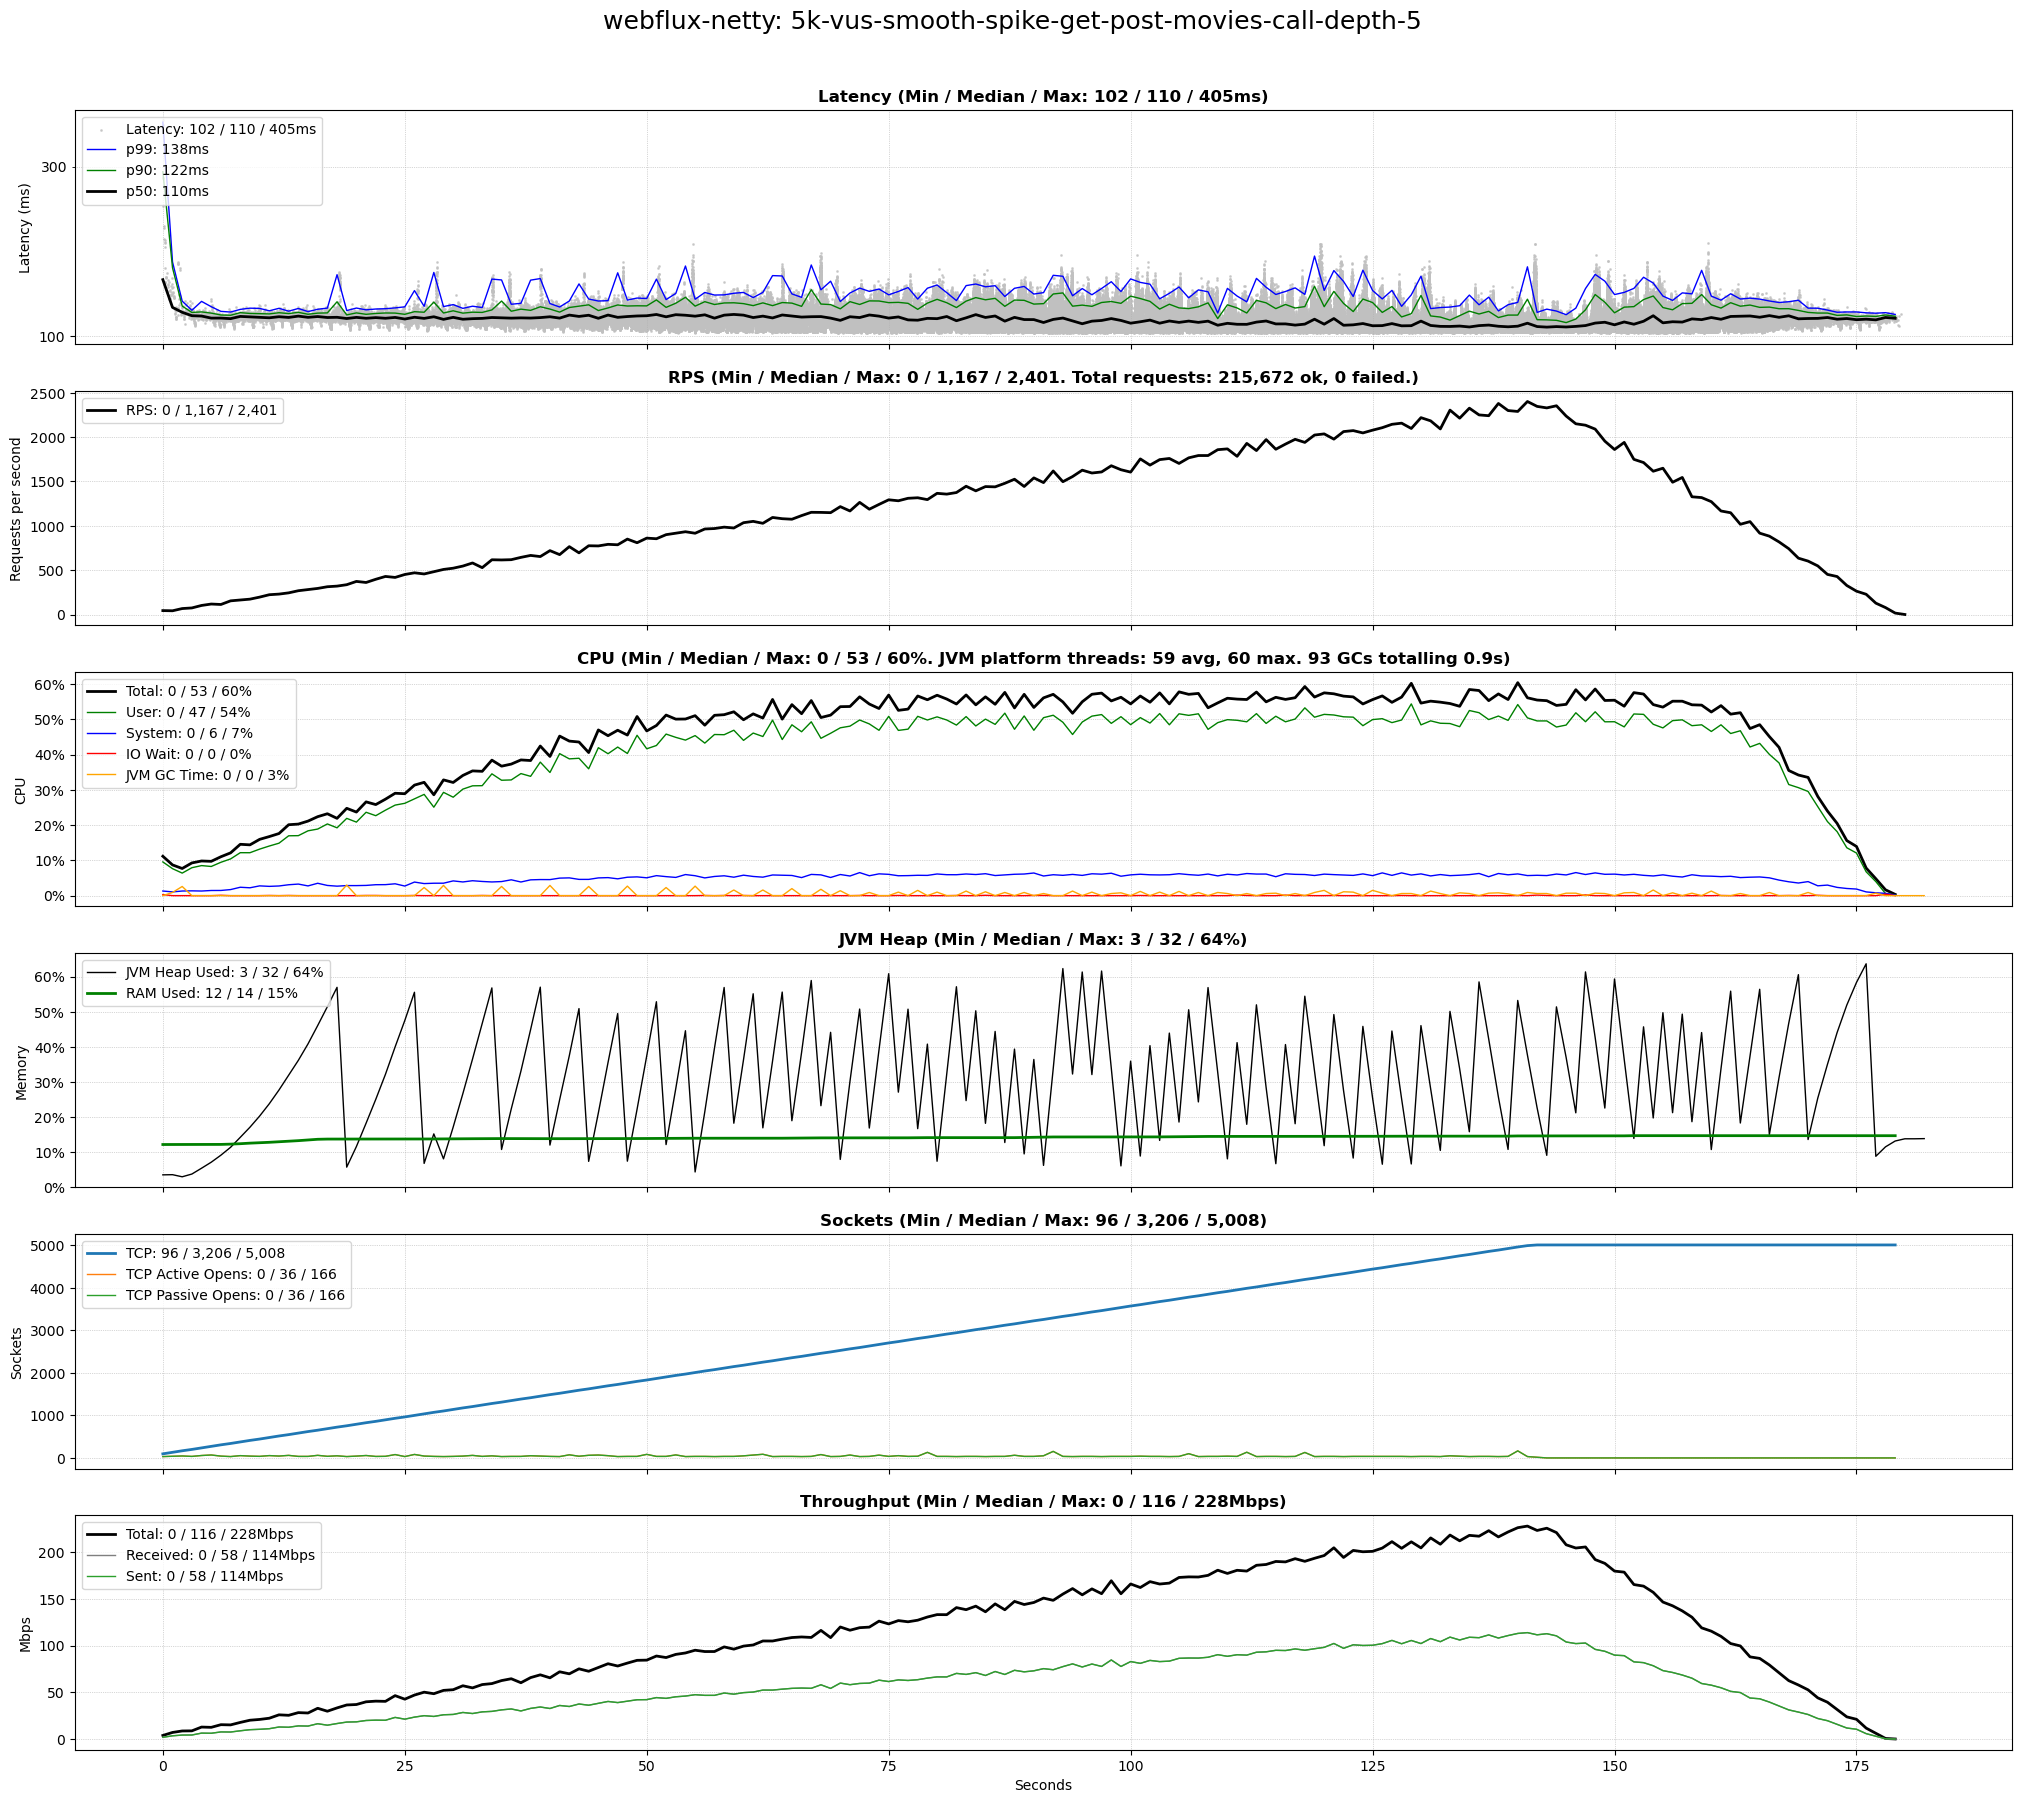 webflux-netty: 5k-vus-smooth-spike-get-post-movies-call-depth-5
Latency (Min / Median / Max: 102 / 110 / 405ms)
Latency: 102 / 110 / 405ms
p99: 138ms
p90: 122ms
p50: 110ms
Latency (ms)
300
100
RPS (Min / Median / Max: 0 / 1,167 / 2,401. Total requests: 215,672 ok, 0 failed.)
RPS: 0 / 1,167 / 2,401
Requests per second
2500
2000
1500
1000
500
0
CPU (Min / Median / Max: 0 / 53 / 60%. JVM platform threads: 59 avg, 60 max. 93 GCs totalling 0.9s)
Total: 0 / 53 / 60%
User: 0 / 47 / 54%
System: 0 / 6 / 7%
IO Wait: 0 / 0 / 0%
JVM GC Time: 0 / 0 / 3%
CPU
60%
50%
40%
30%
20%
10%
0%
JVM Heap (Min / Median / Max: 3 / 32 / 64%)
JVM Heap Used: 3 / 32 / 64%
RAM Used: 12 / 14 / 15%
Memory
60%
50%
40%
30%
20%
10%
0%
Sockets (Min / Median / Max: 96 / 3,206 / 5,008)
TCP: 96 / 3,206 / 5,008
TCP Active Opens: 0 / 36 / 166
TCP Passive Opens: 0 / 36 / 166
Sockets
5000
4000
3000
2000
1000
0
Throughput (Min / Median / Max: 0 / 116 / 228Mbps)
Total: 0 / 116 / 228Mbps
Received: 0 / 58 / 114Mbps
Sent: 0 / 58 / 114Mbps
Mbps
200
150
100
50
0
0 25 50 75 100 125 150 175
Seconds